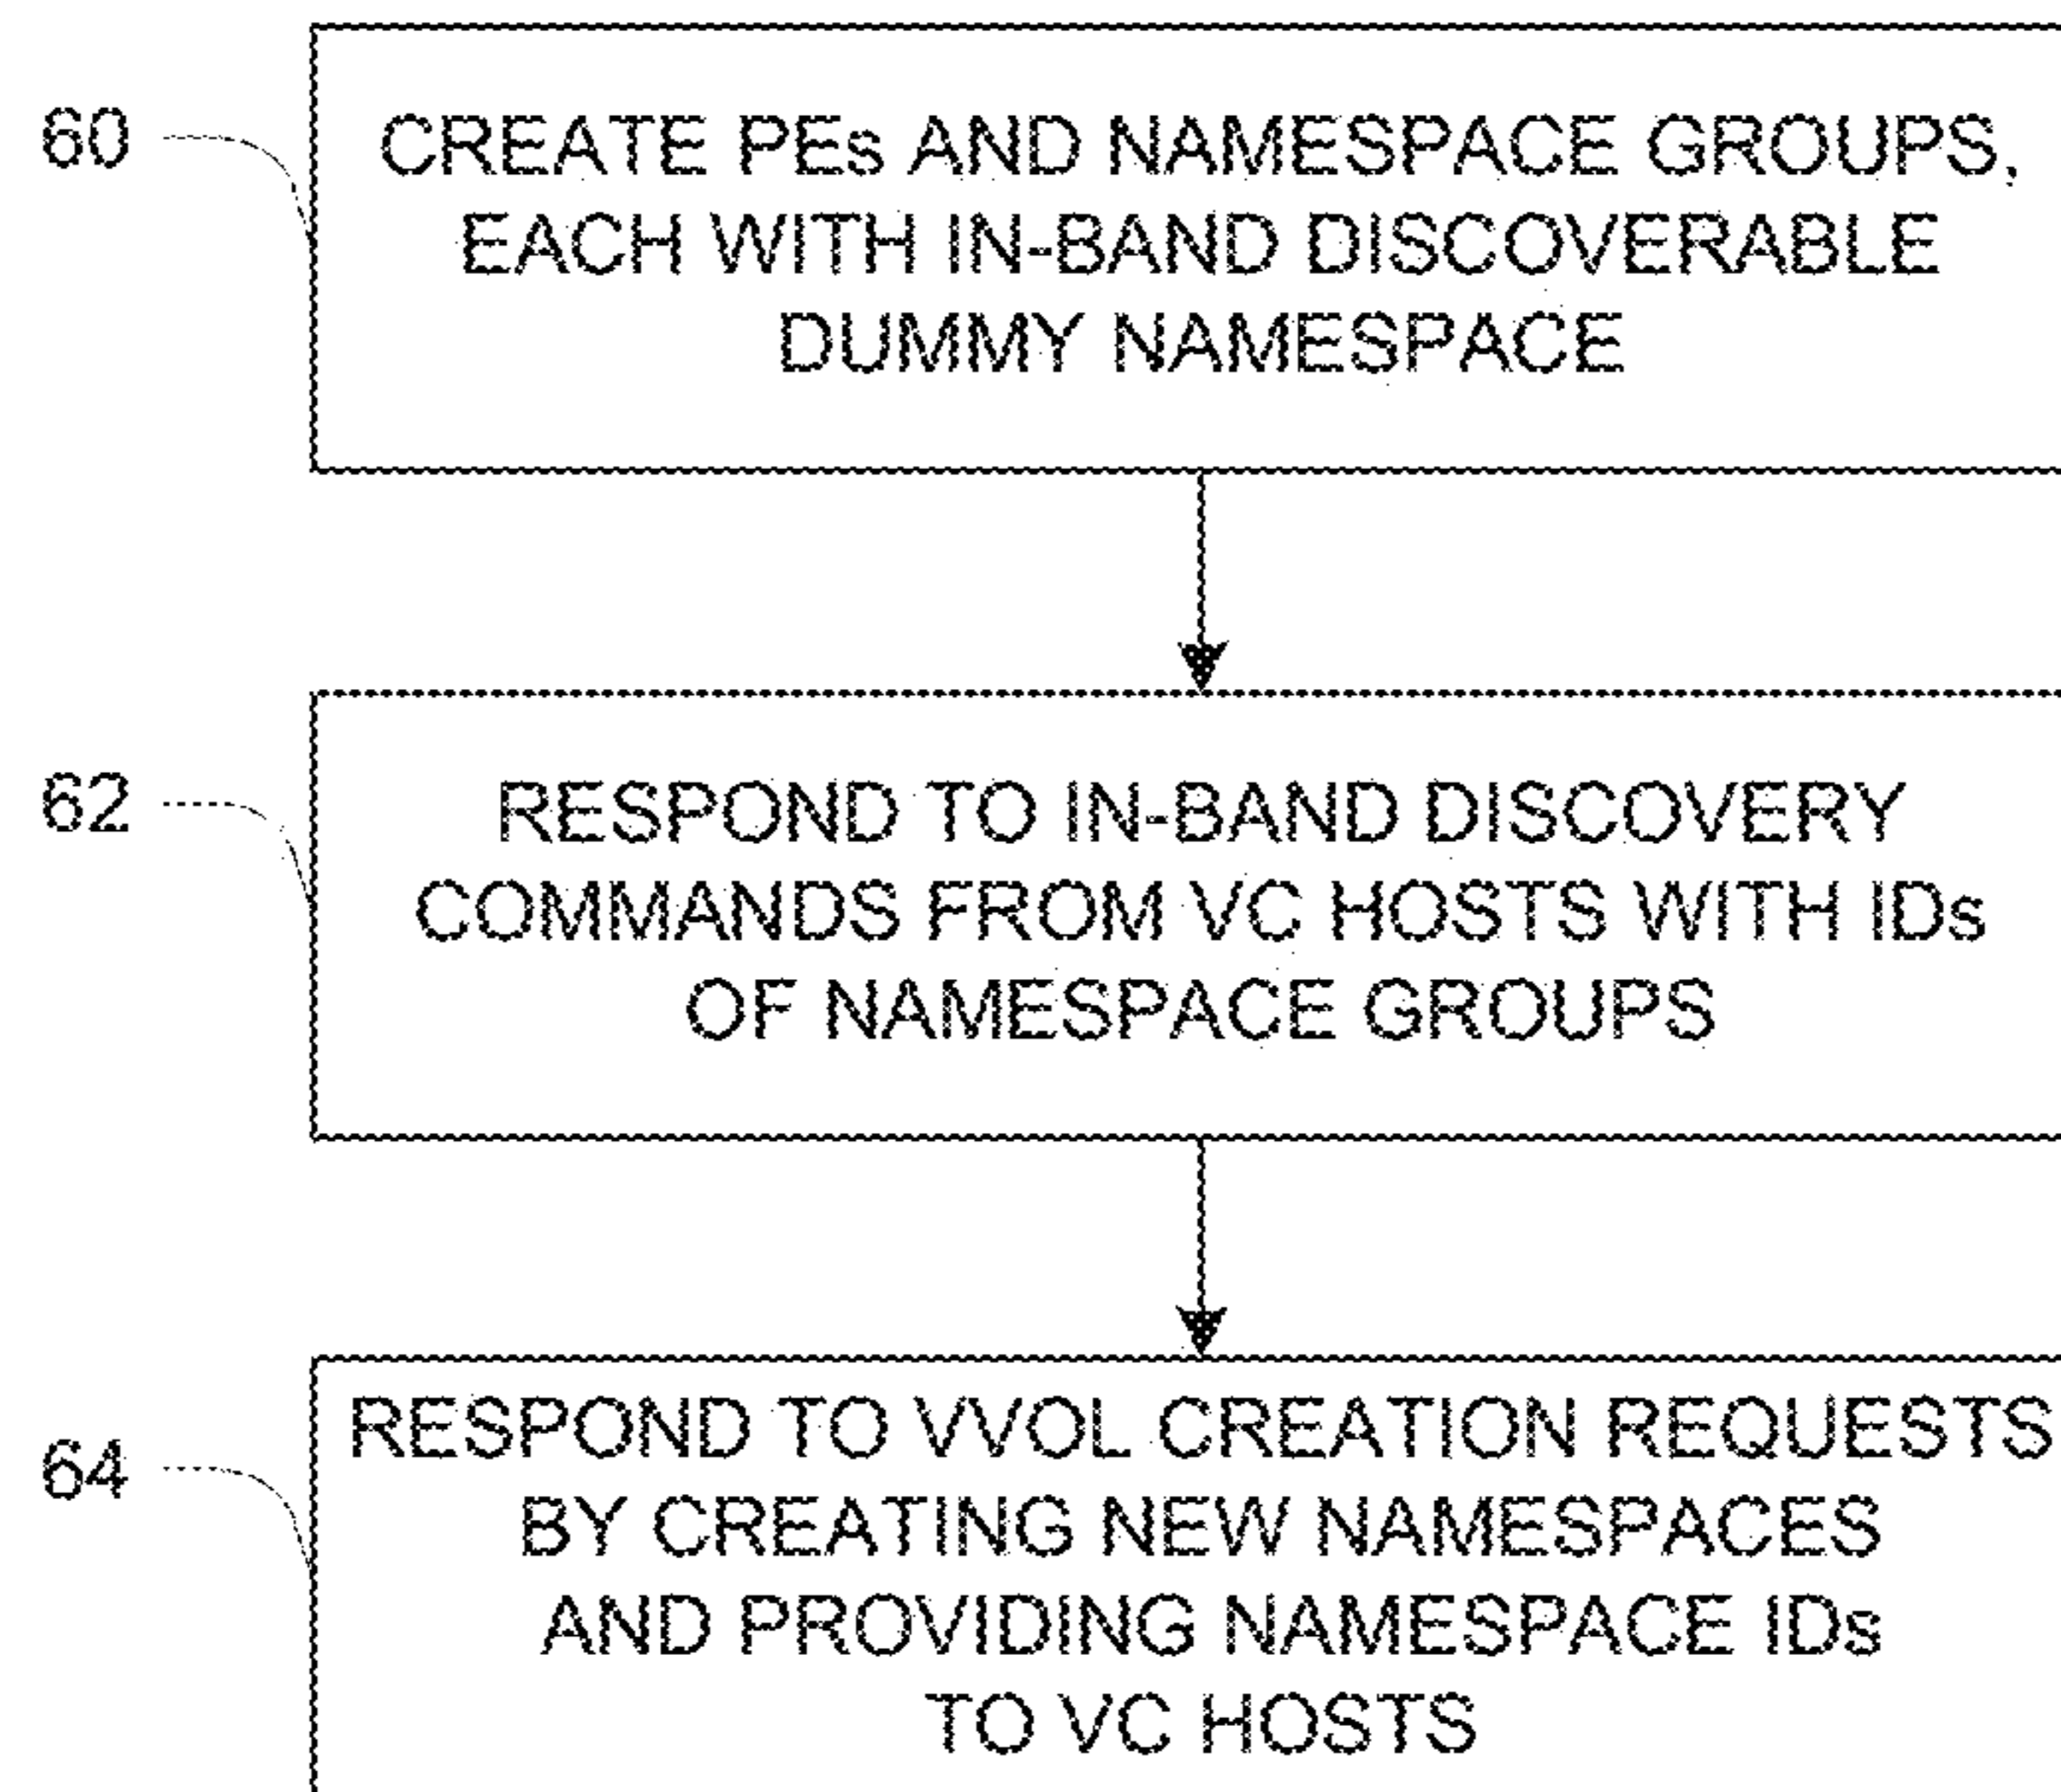 60
CREATE PEs AND NAMESPACE GROUPS,
EACH WITH IN-BAND DISCOVERABLE
DUMMY NAMESPACE
62
RESPOND TO IN-BAND DISCOVERY
COMMANDS FROM VC HOSTS WITH IDs
OF NAMESPACE GROUPS
64
RESPOND TO VVOL CREATION REQUESTS
BY CREATING NEW NAMESPACES
AND PROVIDING NAMESPACE IDs
TO VC HOSTS